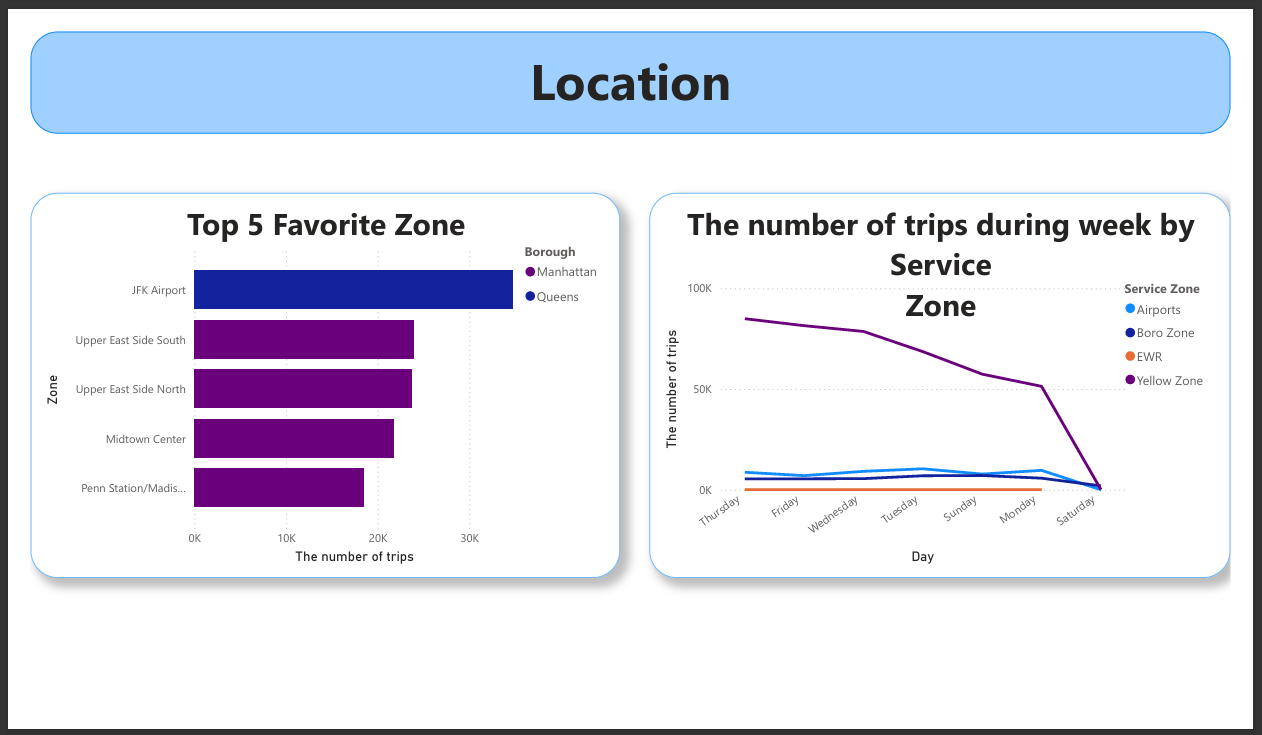 Location
Top 5 Favorite Zone
Borough
Manhattan
Queens
JFK Airport
Upper East Side South
Upper East Side North
Midtown Center
Penn Station/Madis...
Zone
0K
10K
20K
30K
The number of trips
The number of trips during week by
Service
Zone
Service Zone
Airports
Boro Zone
EWR
Yellow Zone
100K
50K
0K
The number of trips
Thursday
Friday
Wednesday
Tuesday
Sunday
Monday
Saturday
Day